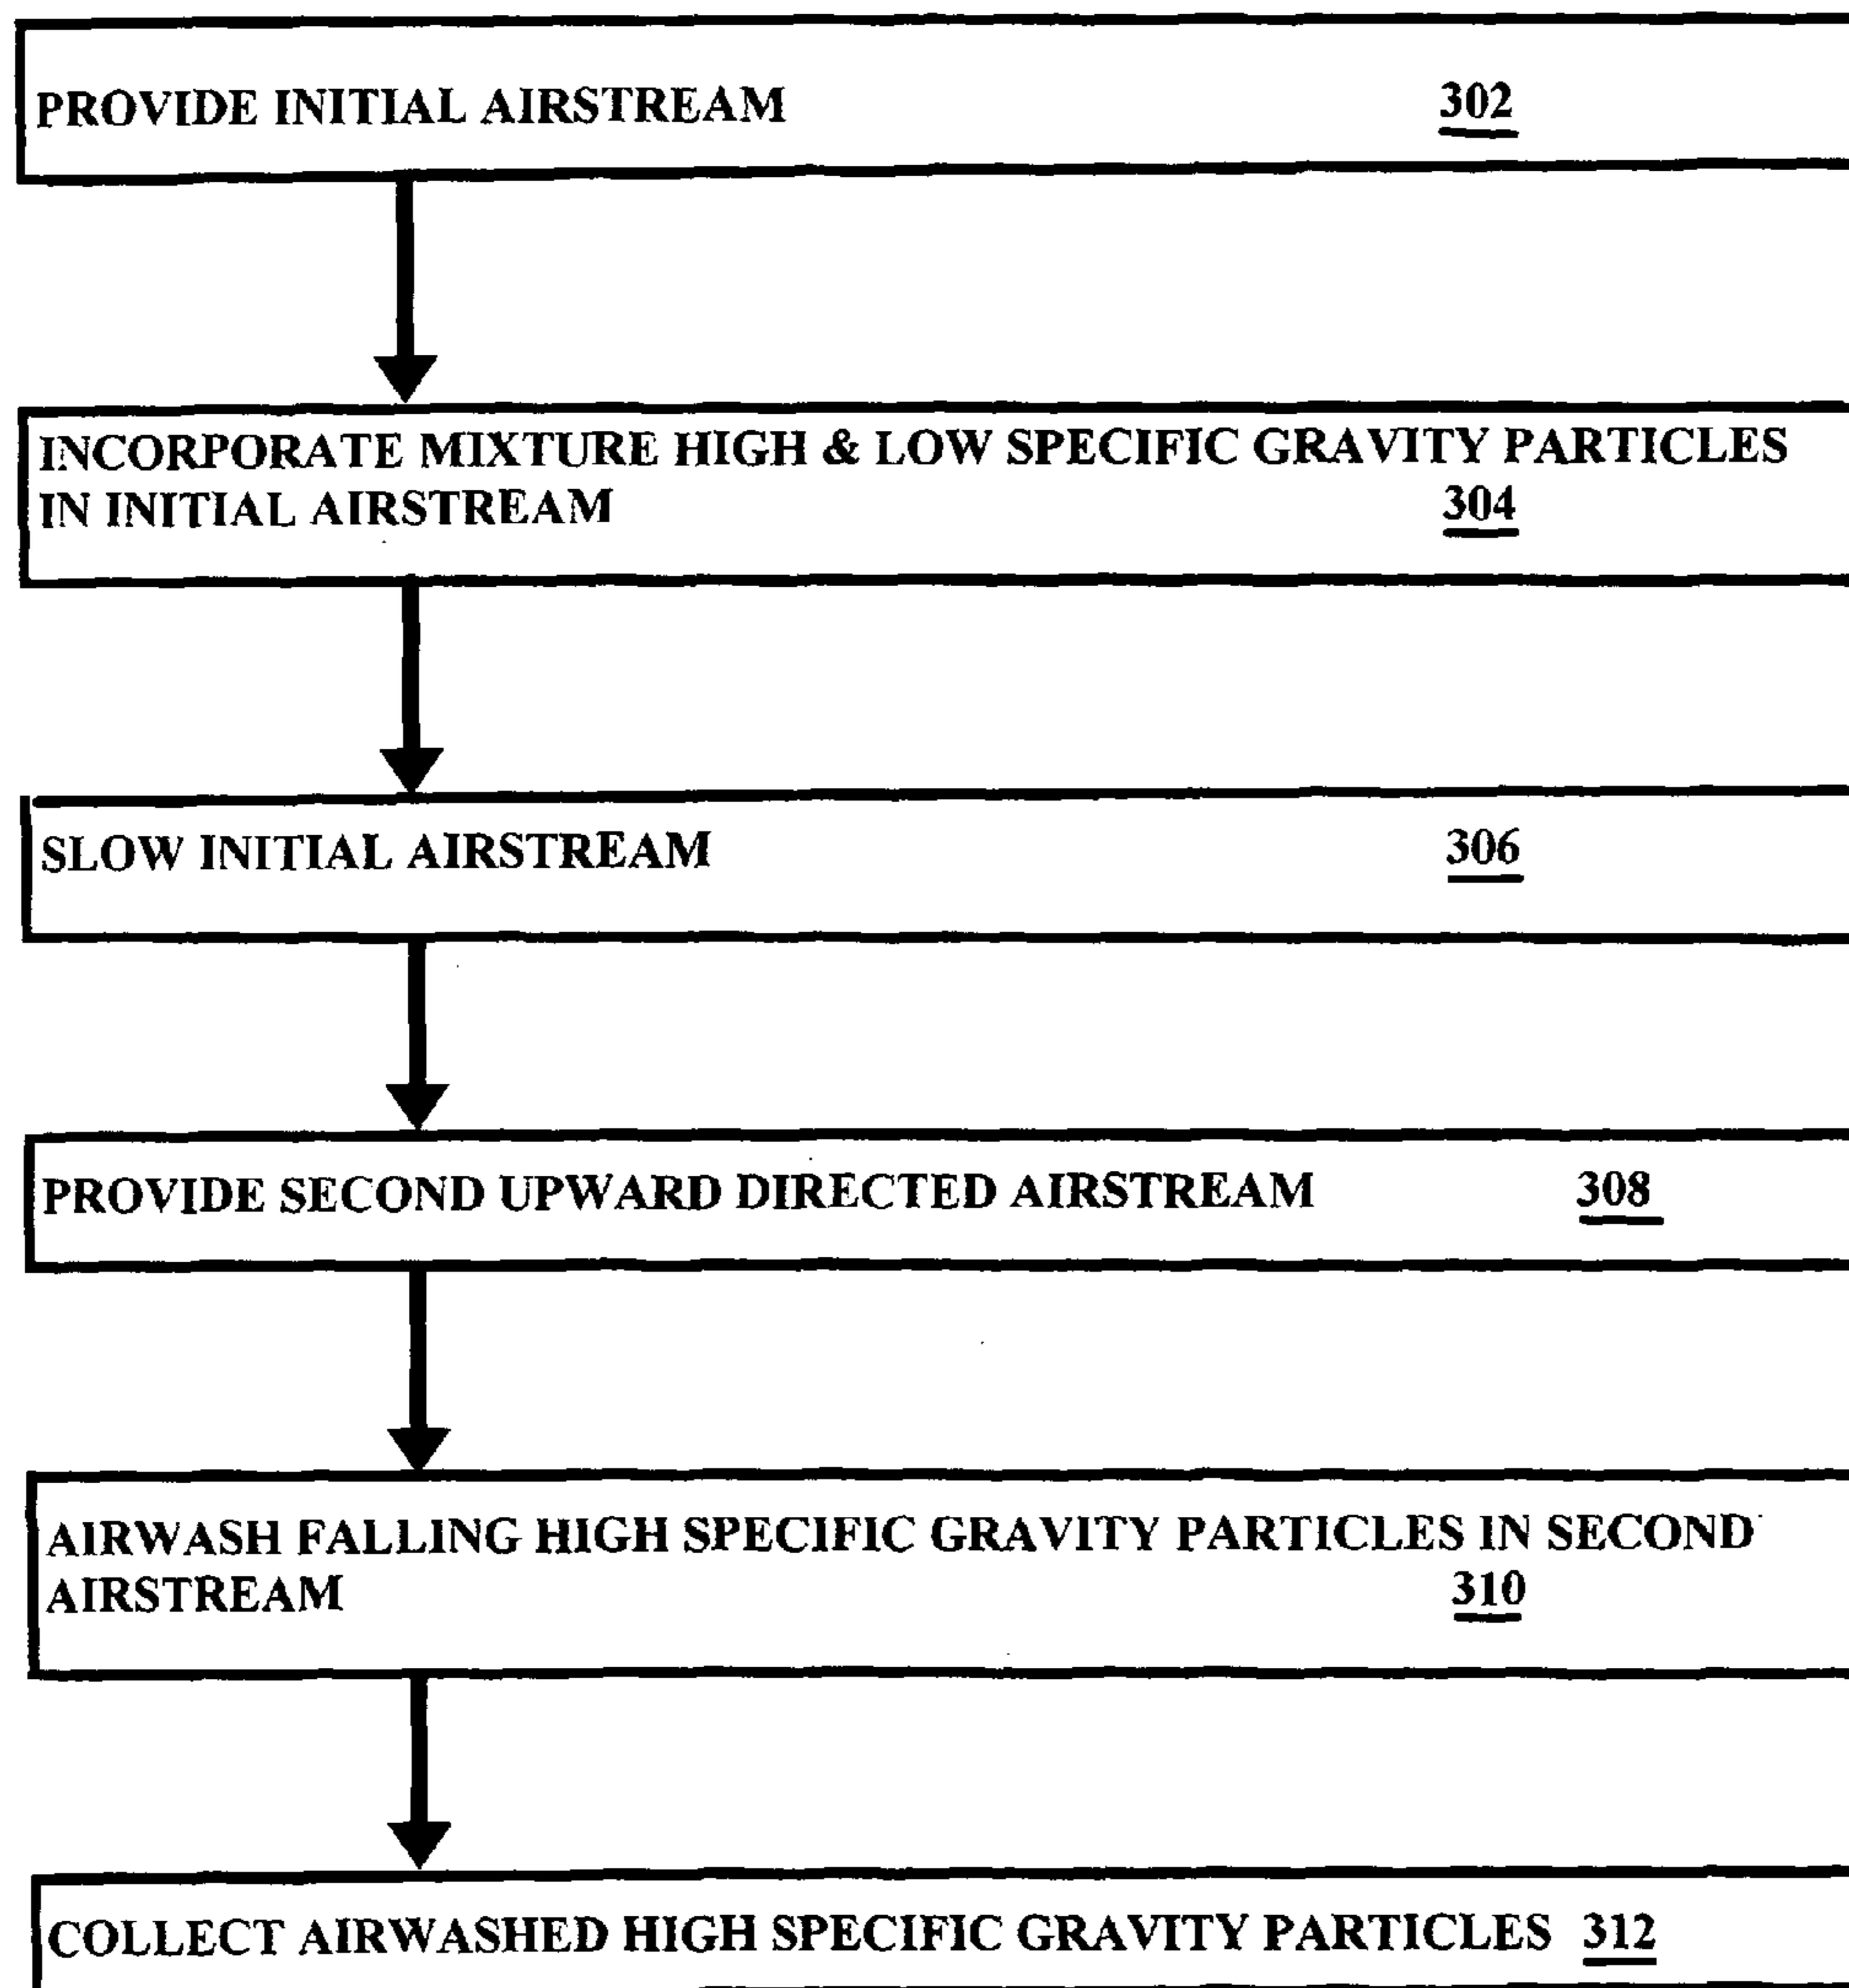 PROVIDE INITIAL AIRSTREAM 302
INCORPORATE MIXTURE HIGH & LOW SPECIFIC GRAVITY PARTICLES
IN INITIAL AIRSTREAM 304
SLOW INITIAL AIRSTREAM 306
PROVIDE SECOND UPWARD DIRECTED AIRSTREAM 308
AIRWASH FALLING HIGH SPECIFIC GRAVITY PARTICLES IN SECOND
AIRSTREAM 310
COLLECT AIRWASHED HIGH SPECIFIC GRAVITY PARTICLES 312